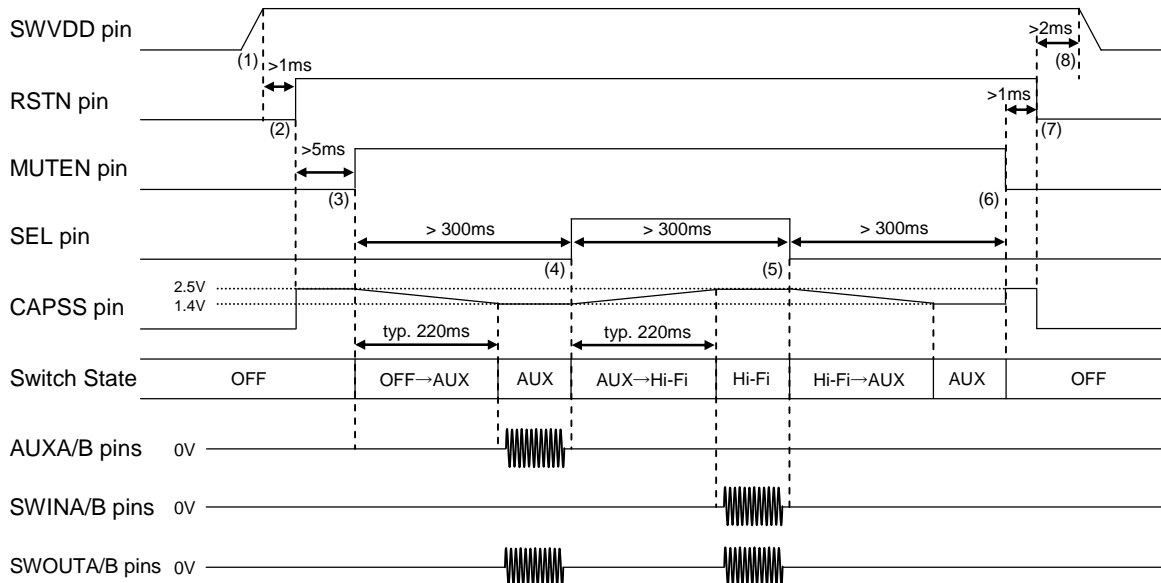 SWVDD pin
(1)
>1ms
>2ms
(8)
RSTN pin
(2)
>1ms
(7)
MUTEN pin
>5ms
(3)
(6)
SEL pin
> 300ms
> 300ms
> 300ms
(4)
(5)
CAPSS pin
2.5V
1.4V
typ. 220ms
typ. 220ms
Switch State
OFF
OFF→AUX
AUX
AUX→Hi-Fi
Hi-Fi
Hi-Fi→AUX
AUX
OFF
AUXA/B pins 0V
SWINA/B pins 0V
SWOUTA/B pins 0V